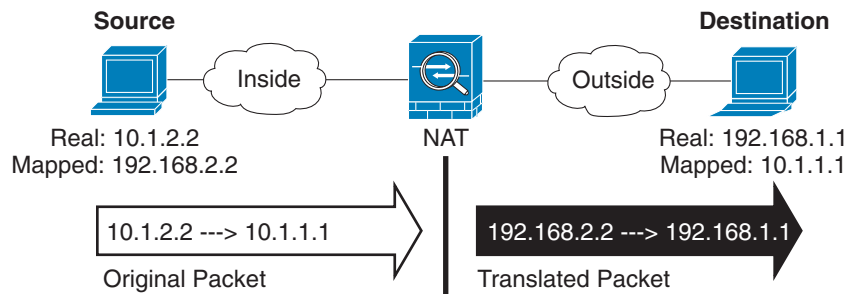 Source
Destination
Inside
Outside
Real: 10.1.2.2
Mapped: 192.168.2.2
NAT
Real: 192.168.1.1
Mapped: 10.1.1.1
10.1.2.2 ---> 10.1.1.1
192.168.2.2 ---> 192.168.1.1
Original Packet
Translated Packet